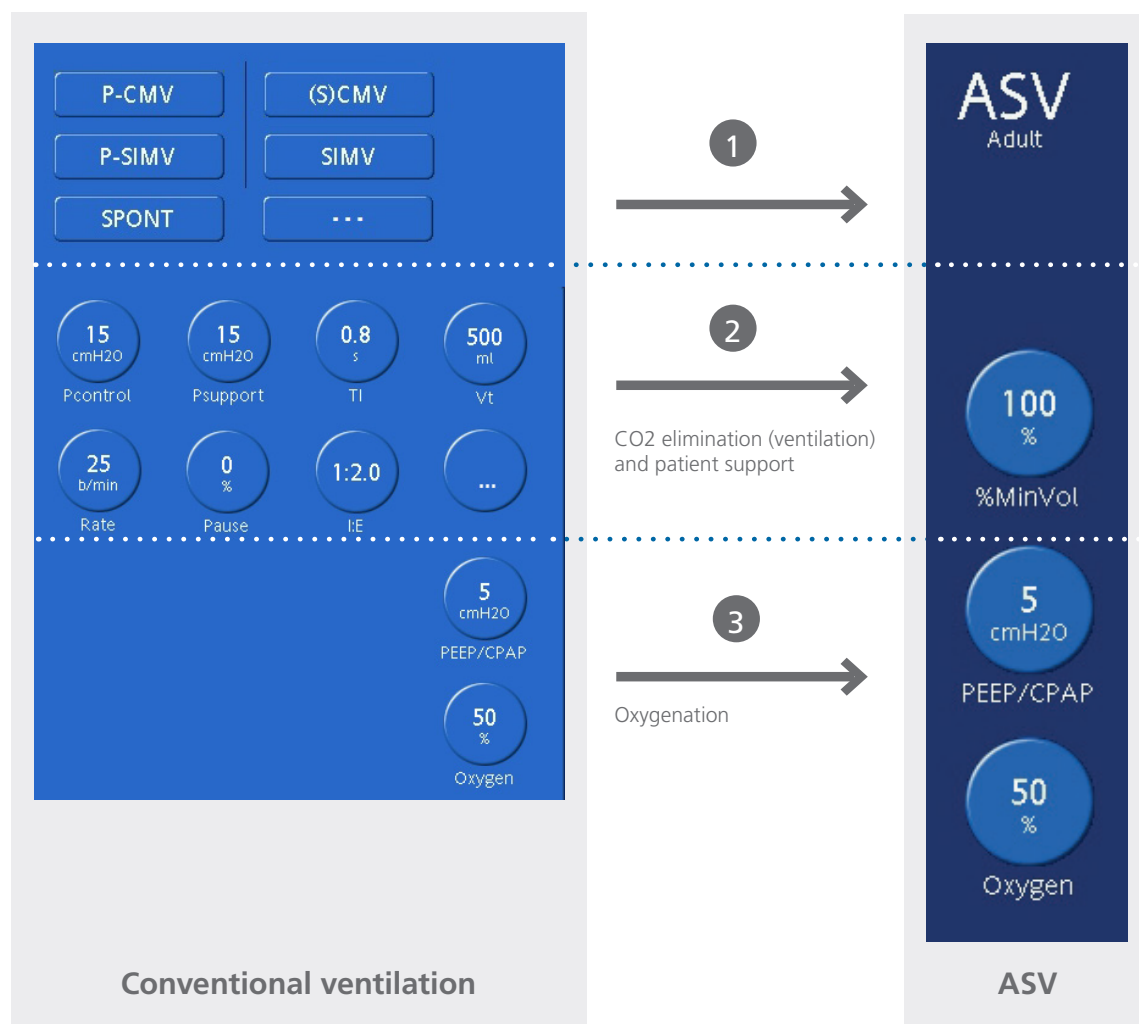 P-CMV (S)CMV
P-SIMV SIMV
SPONT ---
15 15 0.8 500
cmH2O cmH2O s ml
Pcontrol Psupport TI Vt
25 0 1:2.0 ...
b/min %
Rate Pause I:E
5
cmH2O
PEEP/CPAP
50
%
Oxygen
Conventional ventilation
1
2
CO2 elimination (ventilation)
and patient support
3
Oxygenation
ASV
Adult
100
%
%MinVol
5
cmH2O
PEEP/CPAP
50
%
Oxygen
ASV